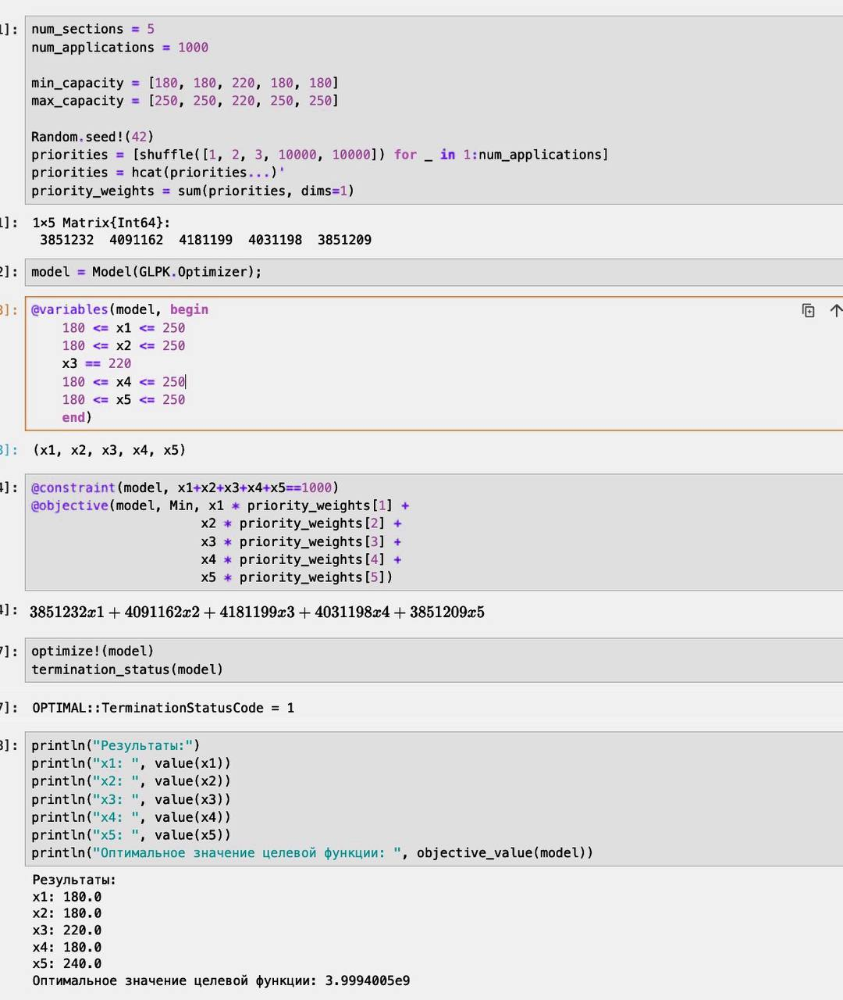 1]:
num_sections = 5
num_applications = 1000
min_capacity = [180, 180, 220, 180, 180]
max_capacity = [250, 250, 220, 250, 250]
Random.seed!(42)
priorities = [shuffle([1, 2, 3, 10000, 10000]) for _ in 1:num_applications]
priorities = hcat(priorities...)'
priority_weights = sum(priorities, dims=1)
1]: 1×5 Matrix{Int64}:
3851232 4091162 4181199 4031198 3851209
2]: model = Model(GLPK.Optimizer);
3]: @variables(model, begin
180 <= x1 <= 250
180 <= x2 <= 250
x3 == 220
180 <= x4 <= 250
180 <= x5 <= 250
end)
3]: (x1, x2, x3, x4, x5)
4]: @constraint(model, x1+x2+x3+x4+x5==1000)
@objective(model, Min, x1 * priority_weights[1] +
x2 * priority_weights[2] +
x3 * priority_weights[3] +
x4 * priority_weights[4] +
x5 * priority_weights[5])
4]: 3851232x1 + 4091162x2 + 4181199x3 + 4031198x4 + 3851209x5
7]: optimize!(model)
termination_status(model)
7]: OPTIMAL::TerminationStatusCode = 1
8]: println("Результаты:")
println("x1: ", value(x1))
println("x2: ", value(x2))
println("x3: ", value(x3))
println("x4: ", value(x4))
println("x5: ", value(x5))
println("Оптимальное значение целевой функции: ", objective_value(model))
Результаты:
x1: 180.0
x2: 180.0
x3: 220.0
x4: 180.0
x5: 240.0
Оптимальное значение целевой функции: 3.9994005e9